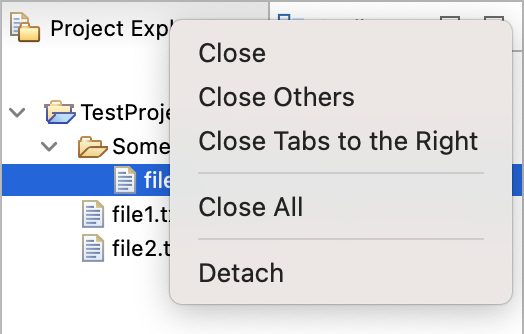 Project Expl
Close
Close Others
Close Tabs to the Right
Close All
Detach
TestProje
Some
file
file1.t
file2.t